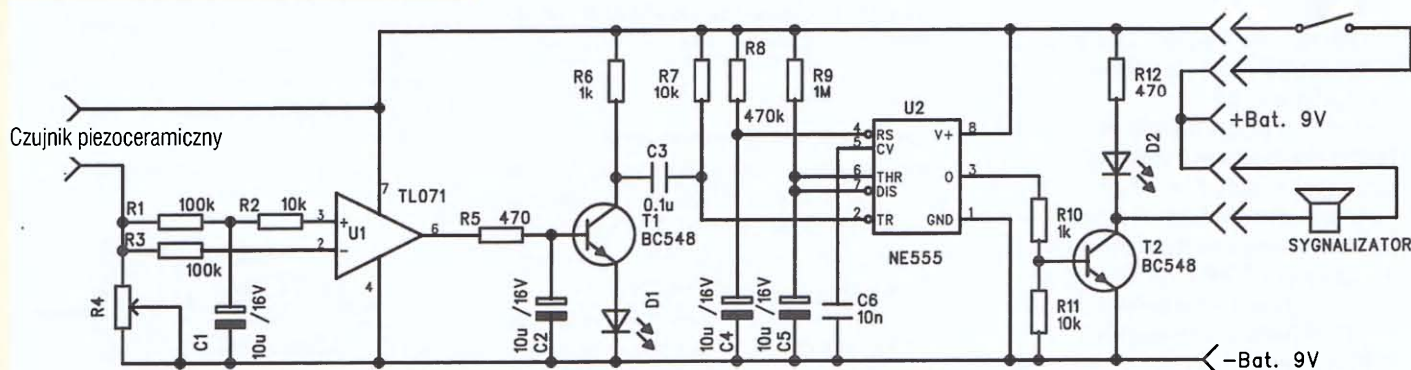 Czujnik piezoceramiczny
R1
100k
R2
10k
R3
100k
R4
C1
10u /16V
3
+
2
-
U1
7
4
6
TL071
R5
470
10u /16V
C2
R6
1k
T1
BC548
D1
C3
0.1u
R7
10k
R8
470k
R9
1M
10u /16V
C4
10u /16V
C5
C6
10n
U2
4
RS
5
CV
6
THR
7
DIS
2
TR
V+
8
O
3
GND
1
NE555
R10
1k
R11
10k
R12
470
D2
T2
BC548
+Bat. 9V
SYGNALIZATOR
-Bat. 9V